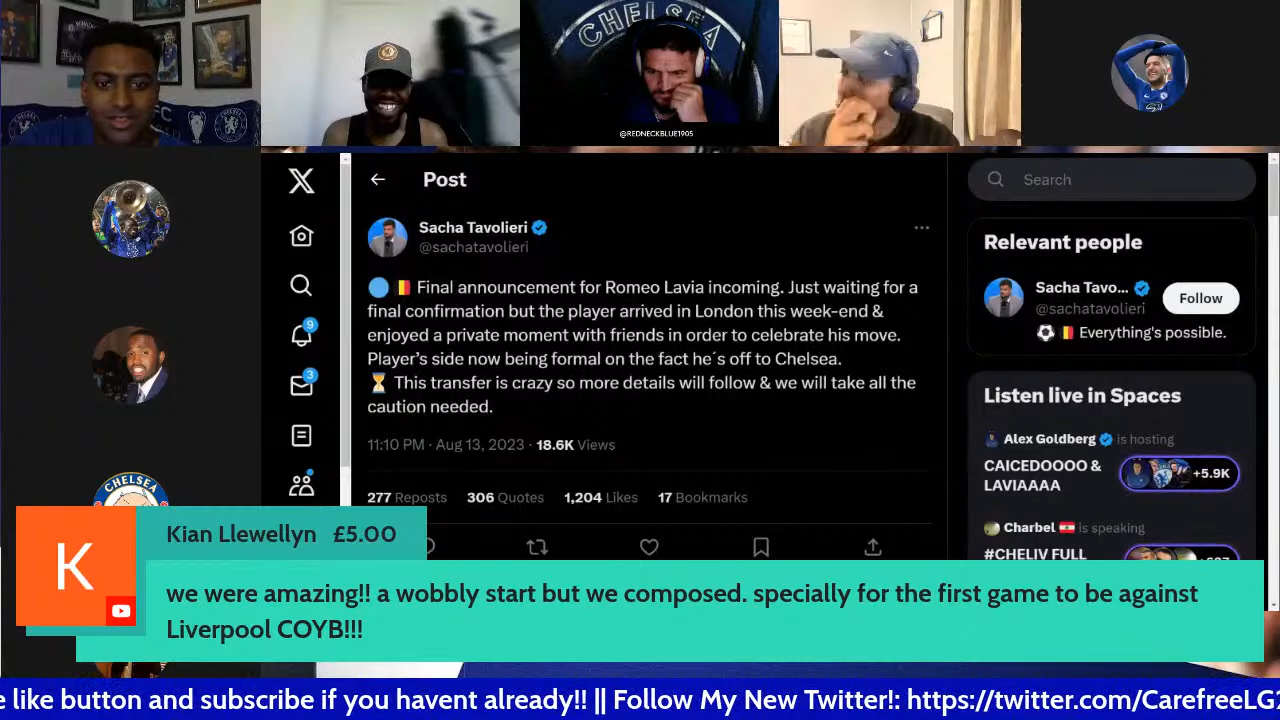 CHELSEA
@REDNECKBLUE1905
Post
Search
Sacha Tavolieri
@sachatavolieri
Relevant people
Final announcement for Romeo Lavia incoming. Just waiting for a
final confirmation but the player arrived in London this week-end &
enjoyed a private moment with friends in order to celebrate his move.
Player’s side now being formal on the fact he´s off to Chelsea.
This transfer is crazy so more details will follow & we will take all the
caution needed.
Sacha Tavo...
@sachatavolieri
Follow
Everything's possible.
9
3
11:10 PM · Aug 13, 2023 · 18.6K Views
277 Reposts 306 Quotes 1,204 Likes 17 Bookmarks
Listen live in Spaces
Alex Goldberg is hosting
CAICEDOOOO &
LAVIAAAA
+5.9K
Charbel is speaking
#CHELIV FULL
CHELSEA
K
Kian Llewellyn £5.00
we were amazing!! a wobbly start but we composed. specially for the first game to be against
Liverpool COYB!!!
e like button and subscribe if you havent already!! || Follow My New Twitter!: https://twitter.com/CarefreeLG